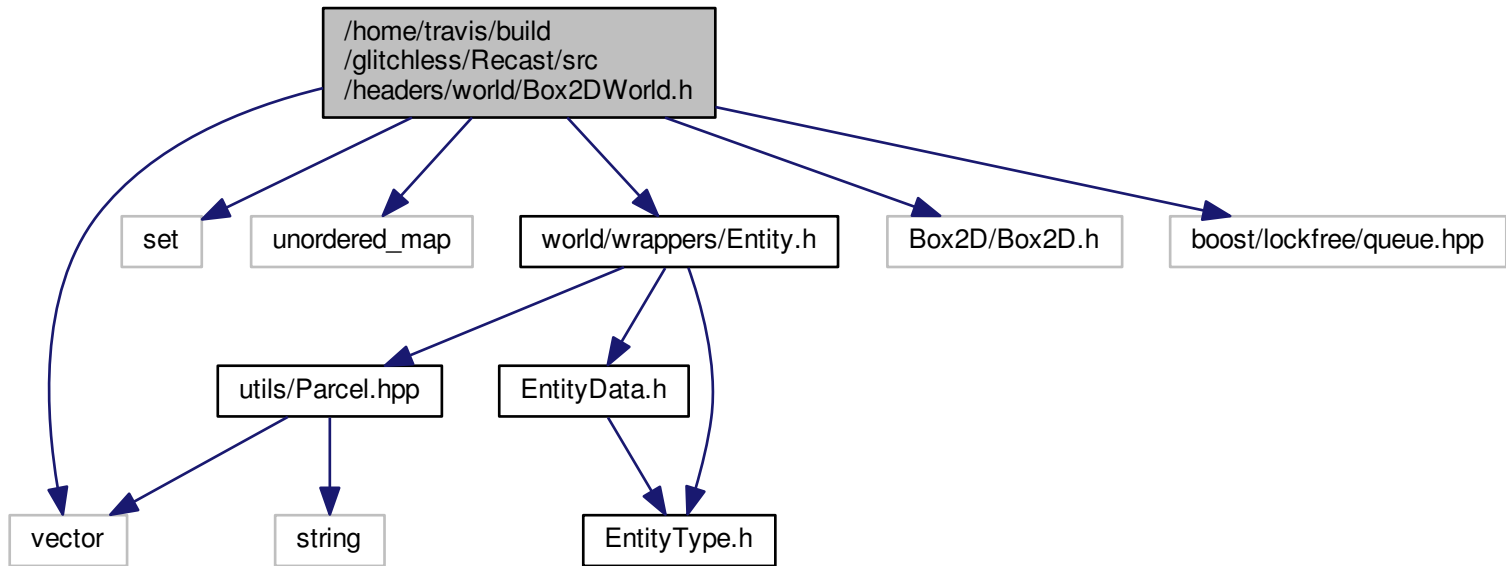 /home/travis/build
/glitchless/Recast/src
/headers/world/Box2DWorld.h
set
unordered_map
world/wrappers/Entity.h
Box2D/Box2D.h
boost/lockfree/queue.hpp
utils/Parcel.hpp
EntityData.h
vector
string
EntityType.h